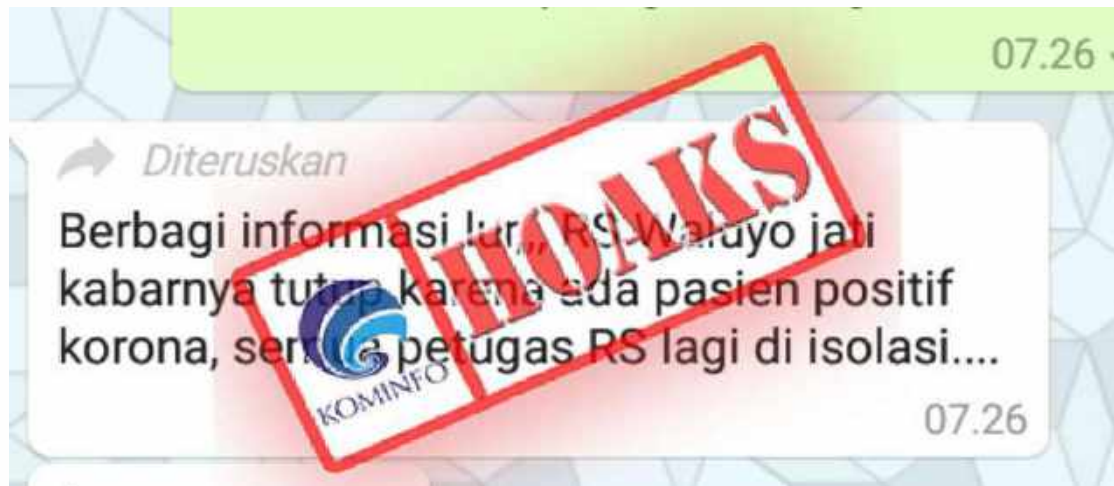 07.26
Diteruskan
Berbagi informasi lur,,, RS Waluyo jati
kabarnya tutup karena ada pasien positif
korona, semua petugas RS lagi di isolasi....
07.26
HOAKS
KOMINFO